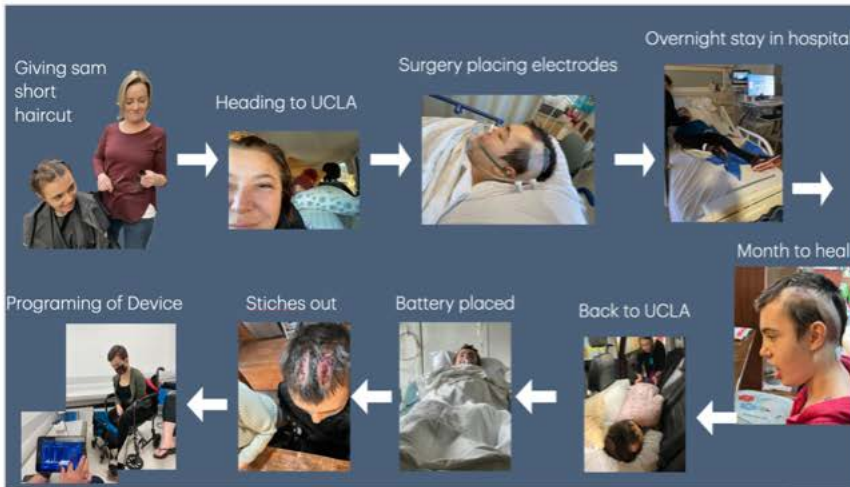 Giving sam
short
haircut
Heading to UCLA
Surgery placing electrodes
Overnight stay in hospital
Month to heal
Back to UCLA
Battery placed
Stiches out
Programing of Device